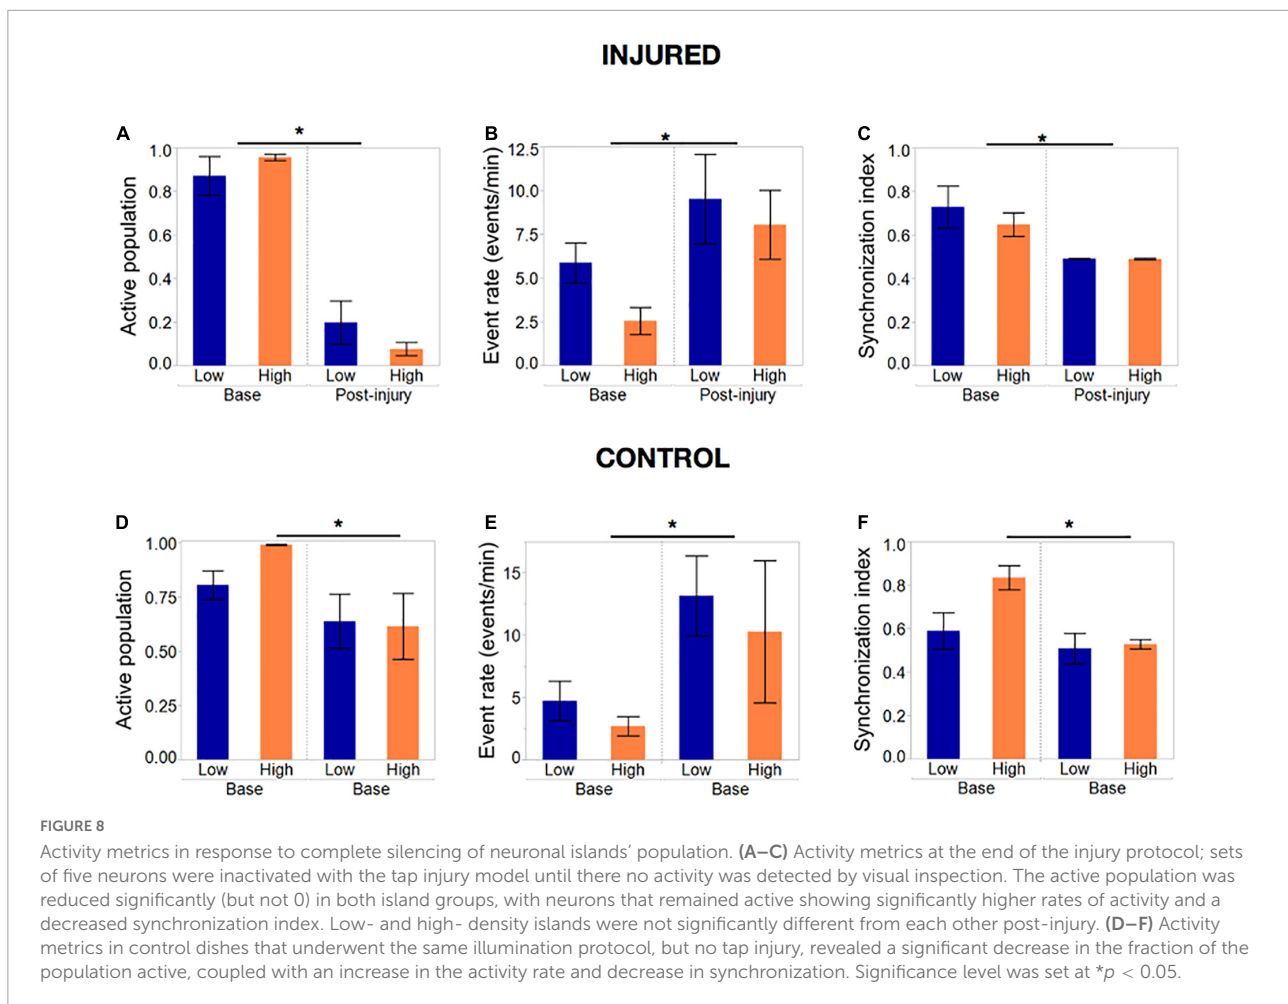 INJURED
A
*
Active population
1.0
0.8
0.6
0.4
0.2
0.0
Low High Low High
Base Post-injury
B
*
Event rate (events/min)
12.5
10.0
7.5
5.0
2.5
0.0
Low High Low High
Base Post-injury
C
*
Synchronization index
1.0
0.8
0.6
0.4
0.2
0.0
Low High Low High
Base Post-injury
CONTROL
D
*
Active population
1.00
0.75
0.50
0.25
0.00
Low High Low High
Base Base
E
*
Event rate (events/min)
15
10
5
0
Low High Low High
Base Base
F
*
Synchronization index
1.0
0.8
0.6
0.4
0.2
0.0
Low High Low High
Base Base
FIGURE 8
Activity metrics in response to complete silencing of neuronal islands’ population. (A–C) Activity metrics at the end of the injury protocol; sets
of five neurons were inactivated with the tap injury model until there no activity was detected by visual inspection. The active population was
reduced significantly (but not 0) in both island groups, with neurons that remained active showing significantly higher rates of activity and a
decreased synchronization index. Low- and high- density islands were not significantly different from each other post-injury. (D–F) Activity
metrics in control dishes that underwent the same illumination protocol, but no tap injury, revealed a significant decrease in the fraction of the
population active, coupled with an increase in the activity rate and decrease in synchronization. Significance level was set at *p < 0.05.